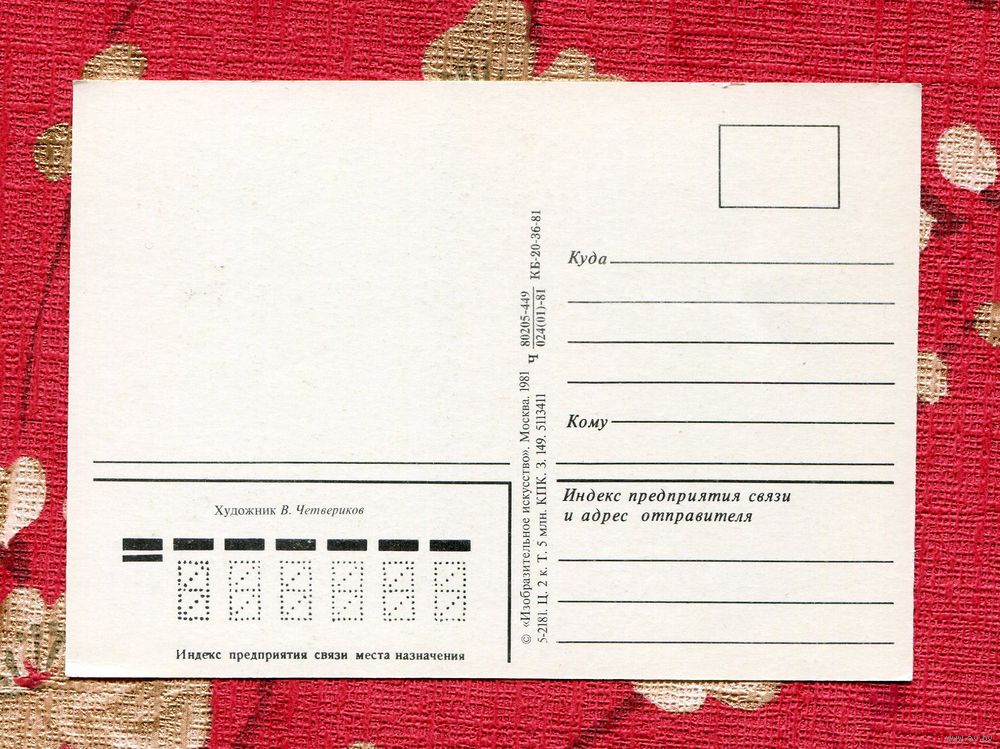 Куда
Кому
Индекс предприятия связи
и адрес отправителя
Художник В. Четвериков
Индекс предприятия связи места назначения
© «Изобразительное искусство». Москва. 1981 Ч 80205-449 КБ-20-36-81
024(01)-81
5-2181. Ц. 2 к. Т. 5 млн. КПК. З. 149. 5113411